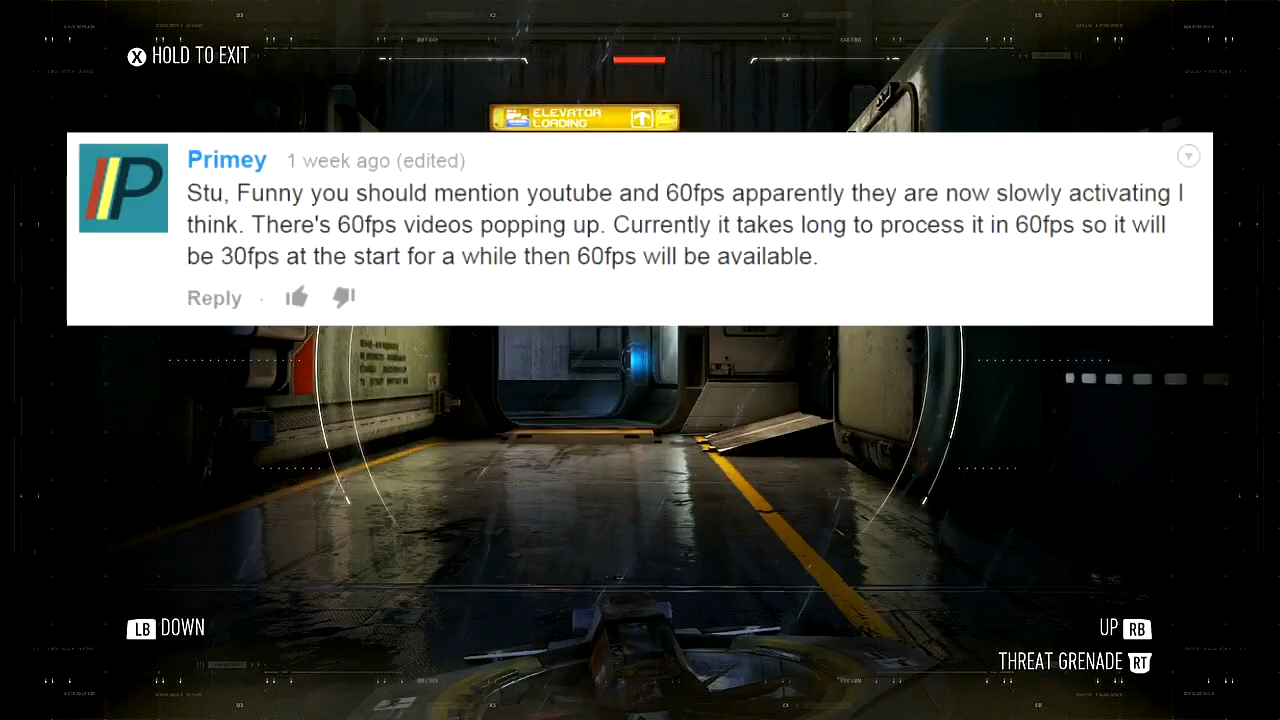 X HOLD TO EXIT
ELEVATOR
LOADING
Primey 1 week ago (edited)
Stu, Funny you should mention youtube and 60fps apparently they are now slowly activating I
think. There's 60fps videos popping up. Currently it takes long to process it in 60fps so it will
be 30fps at the start for a while then 60fps will be available.
Reply
LB DOWN
UP RB
THREAT GRENADE RT